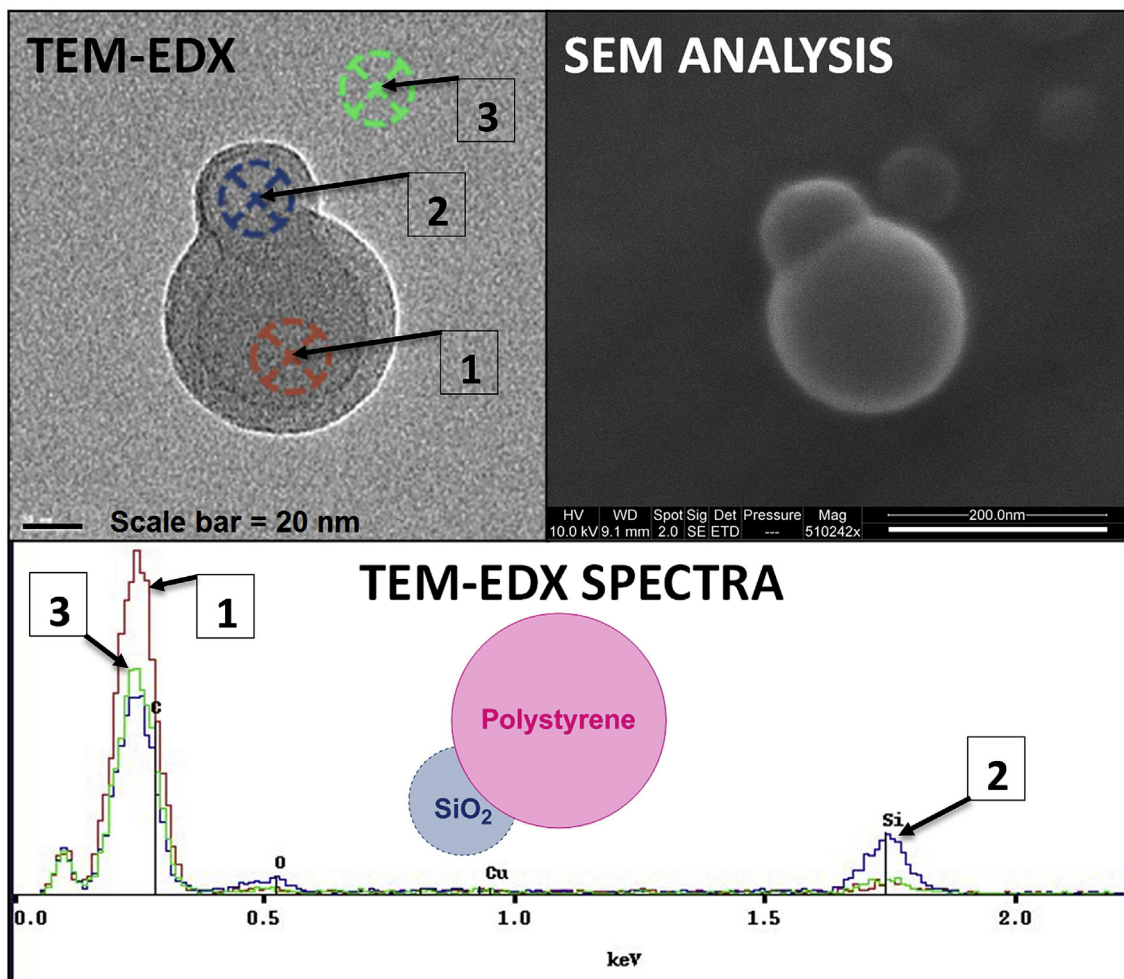 TEM-EDX
3
2
1
Scale bar = 20 nm
SEM ANALYSIS
HV WD Spot Sig Det Pressure Mag
10.0 kV 9.1 mm 2.0 SE ETD --- 510242x
200.0nm
TEM-EDX SPECTRA
3
1
C
Polystyrene
SiO₂
2
Si
O
Cu
0.0 0.5 1.0 1.5 2.0
keV